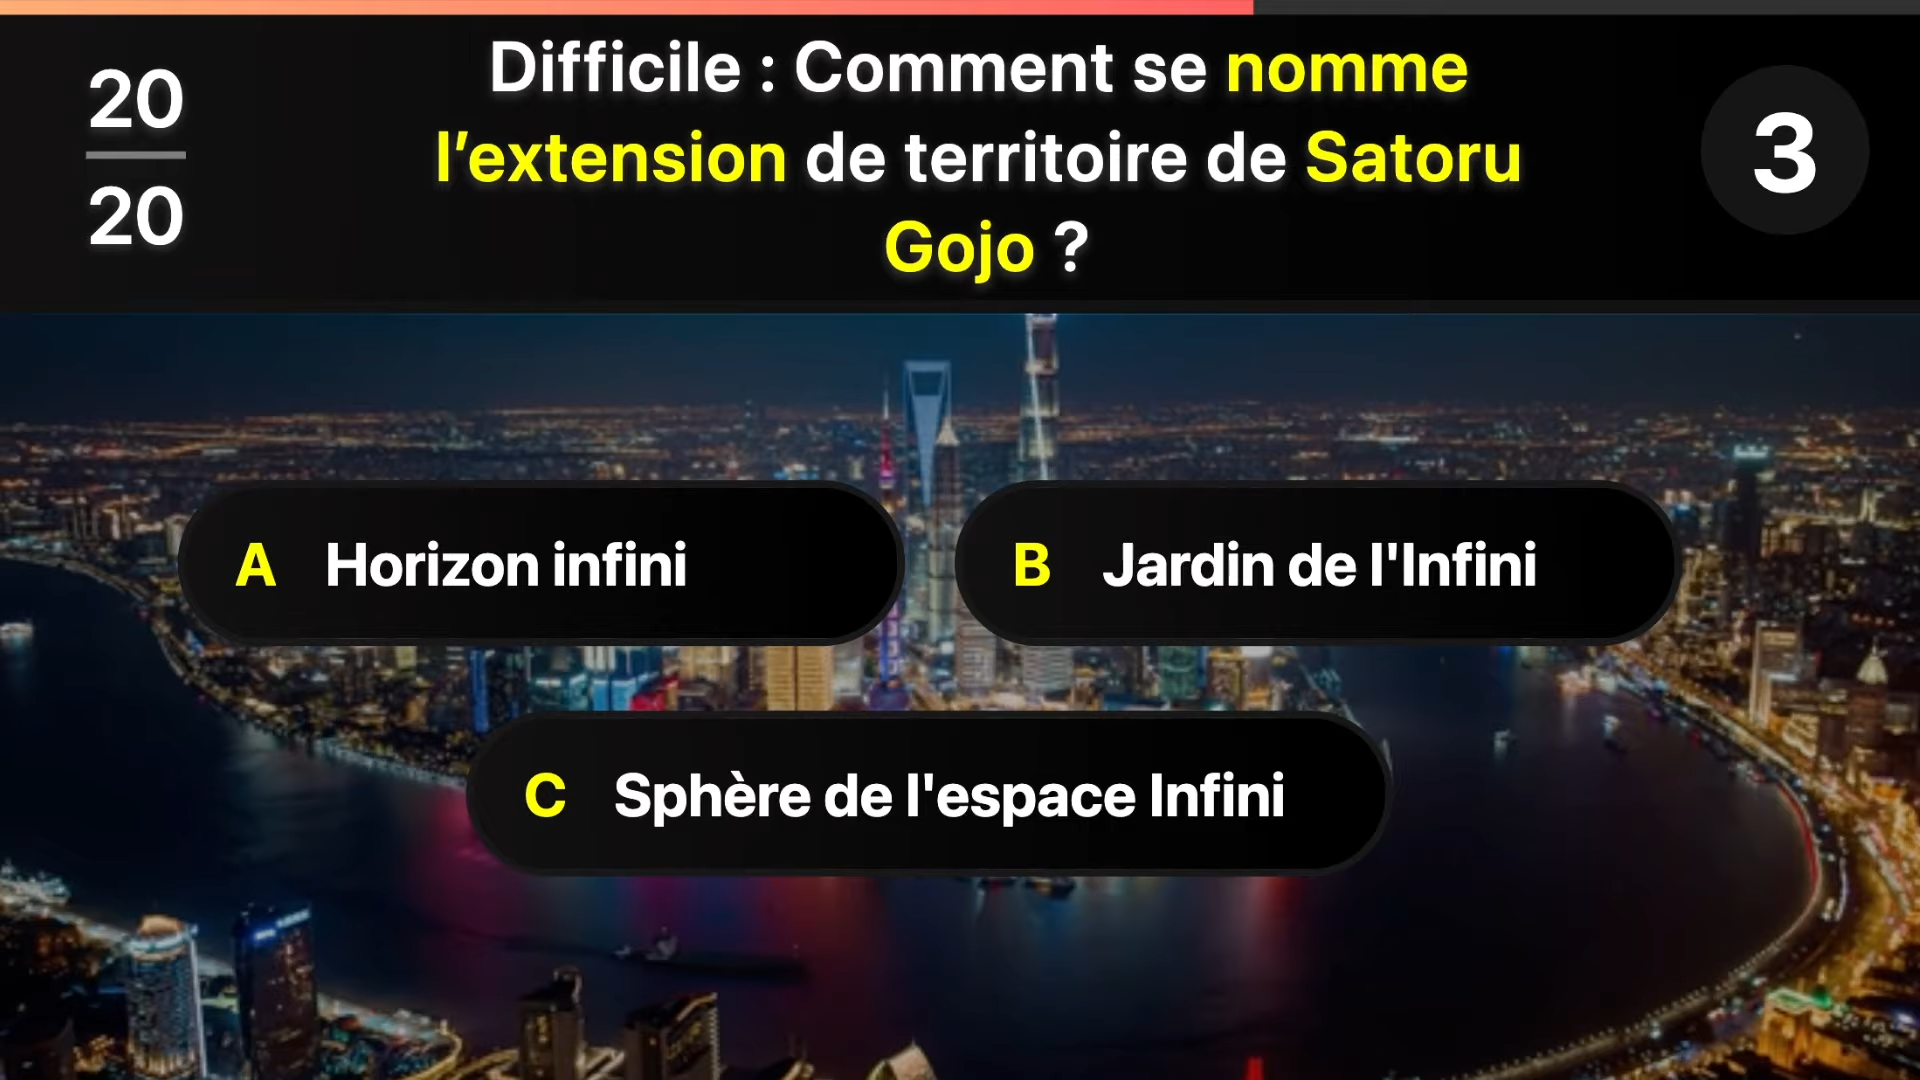 20
20
Difficile : Comment se nomme
l’extension de territoire de Satoru
Gojo ?
3
A Horizon infini
B Jardin de l'Infini
C Sphère de l'espace Infini